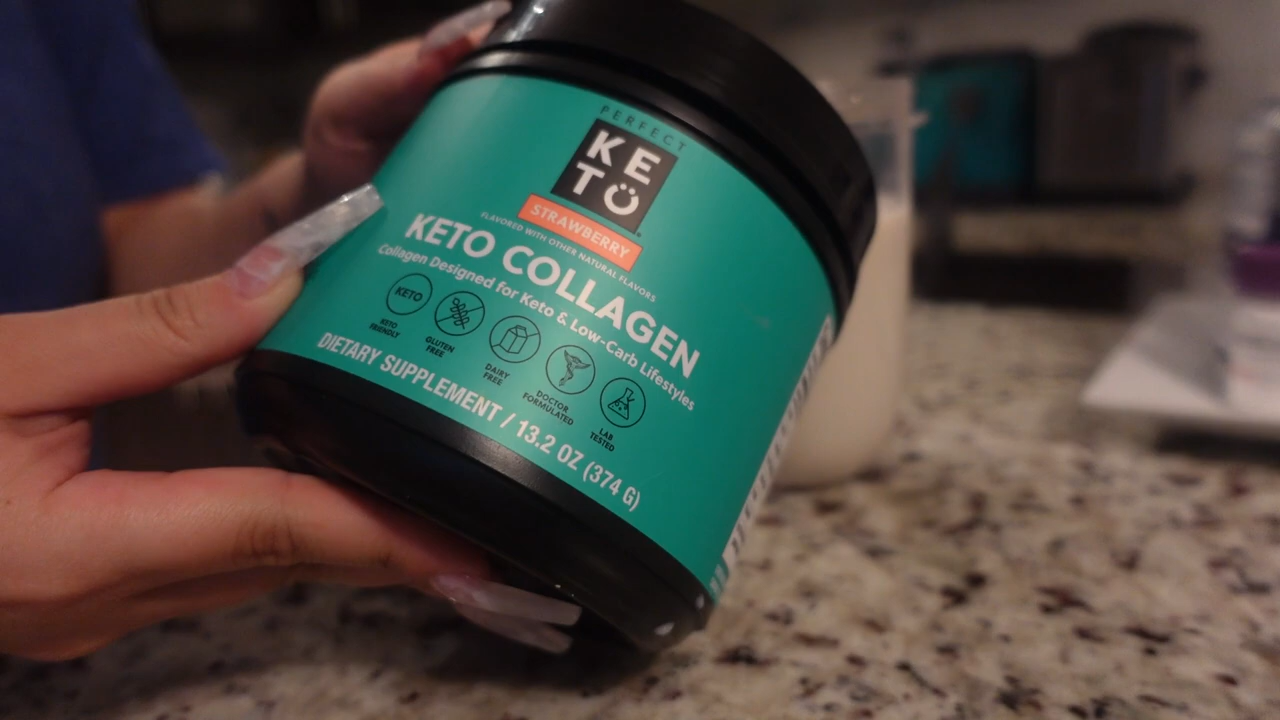 PERFECT
KE
TO
STRAWBERRY
FLAVORED WITH OTHER NATURAL FLAVORS
KETO COLLAGEN
Collagen Designed for Keto & Low-Carb Lifestyles
KETO
KETO
FRIENDLY
GLUTEN
FREE
DAIRY
FREE
DOCTOR
FORMULATED
LAB
TESTED
DIETARY SUPPLEMENT / 13.2 OZ (374 G)